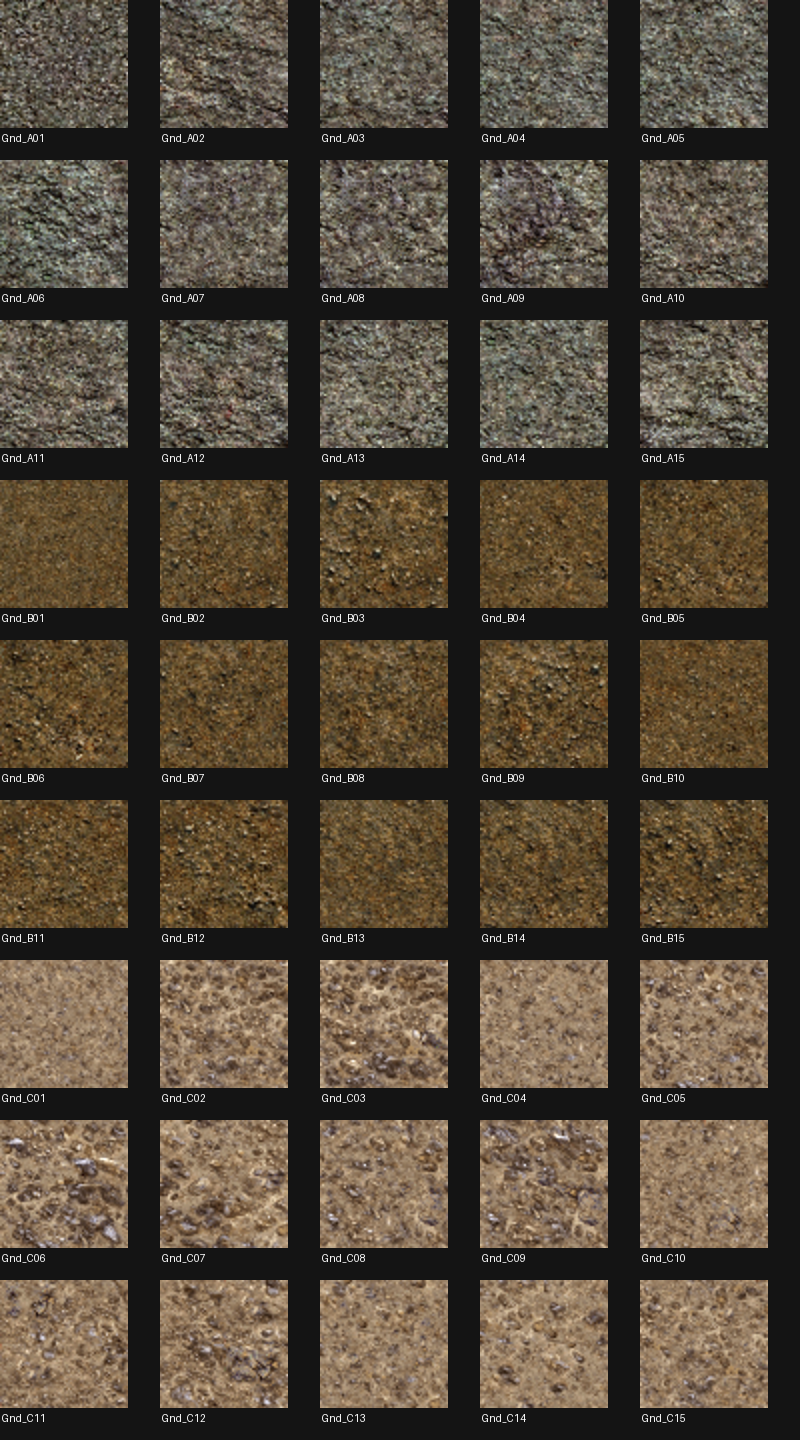 Gnd_A01 Gnd_A02 Gnd_A03 Gnd_A04 Gnd_A05
Gnd_A06 Gnd_A07 Gnd_A08 Gnd_A09 Gnd_A10
Gnd_A11 Gnd_A12 Gnd_A13 Gnd_A14 Gnd_A15
Gnd_B01 Gnd_B02 Gnd_B03 Gnd_B04 Gnd_B05
Gnd_B06 Gnd_B07 Gnd_B08 Gnd_B09 Gnd_B10
Gnd_B11 Gnd_B12 Gnd_B13 Gnd_B14 Gnd_B15
Gnd_C01 Gnd_C02 Gnd_C03 Gnd_C04 Gnd_C05
Gnd_C06 Gnd_C07 Gnd_C08 Gnd_C09 Gnd_C10
Gnd_C11 Gnd_C12 Gnd_C13 Gnd_C14 Gnd_C15